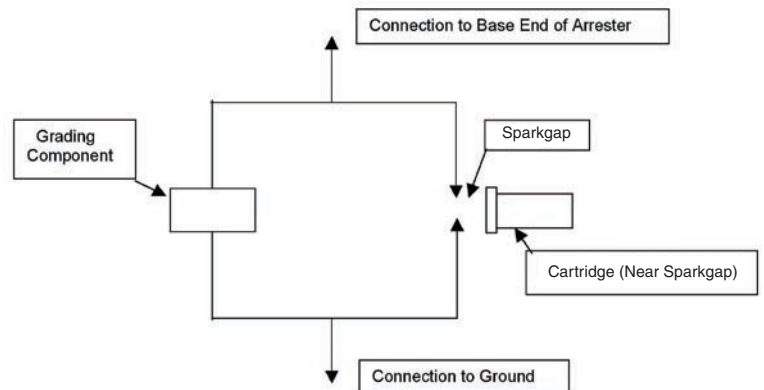 Connection to Base End of Arrester
Grading
Component
Sparkgap
Cartridge (Near Sparkgap)
Connection to Ground